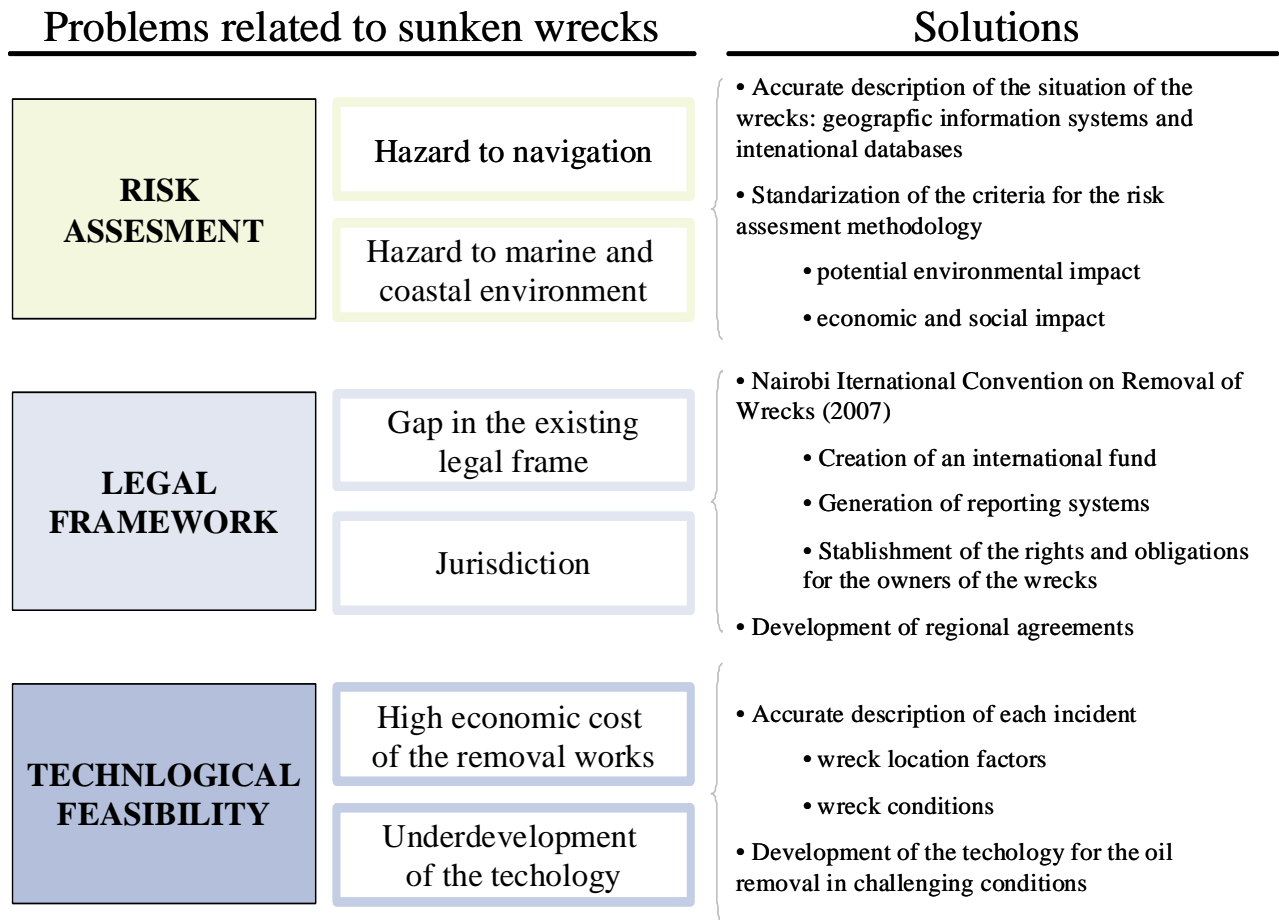 Problems related to sunken wrecks
Solutions
RISK
ASSESMENT
Hazard to navigation
Hazard to marine and
coastal environment
• Accurate description of the situation of the
wrecks: geograpfic information systems and
intenational databases
• Standarization of the criteria for the risk
assesment methodology
• potential environmental impact
• economic and social impact
LEGAL
FRAMEWORK
Gap in the existing
legal frame
Jurisdiction
• Nairobi Iternational Convention on Removal of
Wrecks (2007)
• Creation of an international fund
• Generation of reporting systems
• Stablishment of the rights and obligations
for the owners of the wrecks
• Development of regional agreements
TECHNLOGICAL
FEASIBILITY
High economic cost
of the removal works
Underdevelopment
of the techology
• Accurate description of each incident
• wreck location factors
• wreck conditions
• Development of the techology for the oil
removal in challenging conditions